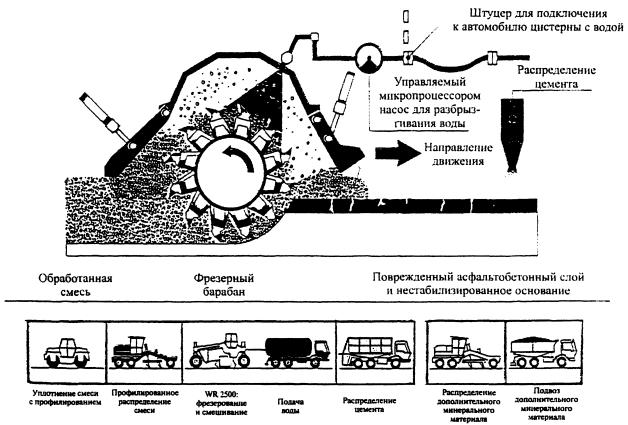 Штуцер для подключения
к автомобилю цистерны с водой
Управляемый
микропроцессором
насос для разбрыз-
гивания воды
Распределение
цемента
Направление
движения
Обработанная
смесь
Фрезерный
барабан
Поврежденный асфальтобетонный слой
и нестабилизированное основание
Уплотнение смеси
с профилированием
Профилированное
распределение
смеси
WR 2500:
фрезерование
и смешивание
Подача
воды
Распределение
цемента
Распределение
дополнительного
минерального
материала
Подвоз
дополнительного
минерального
материала